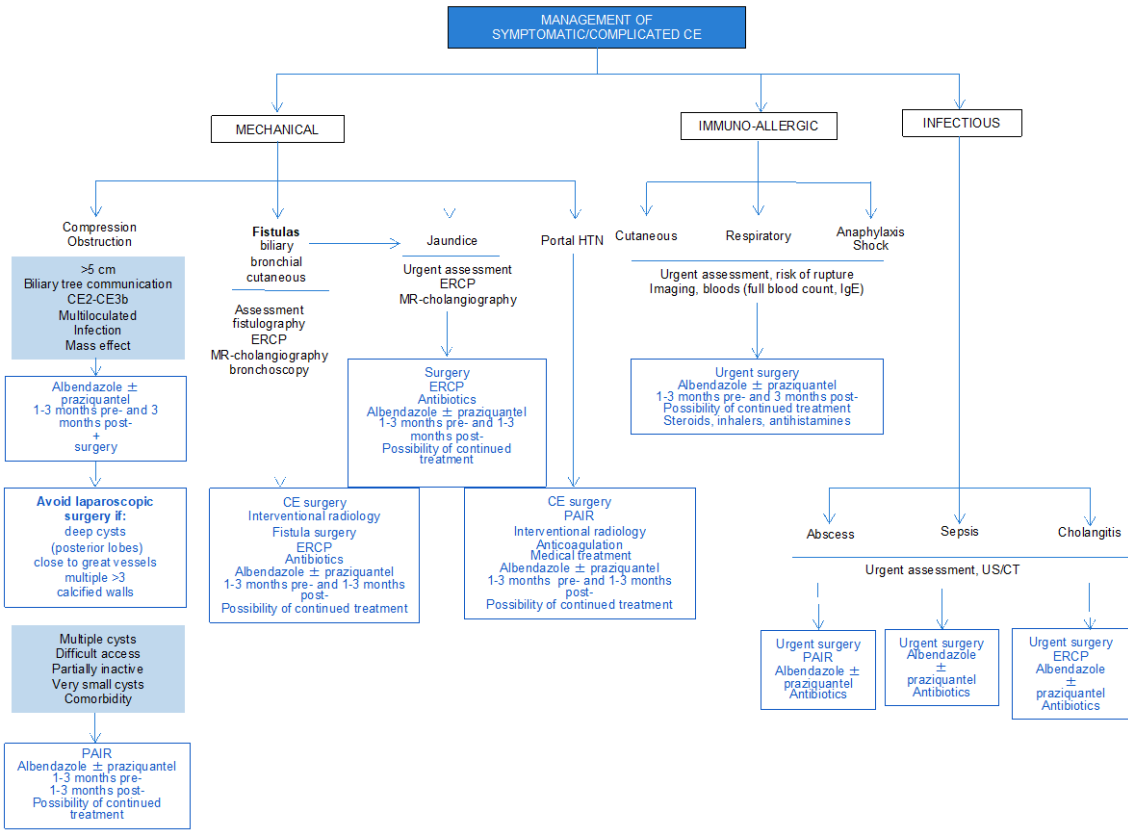 MANAGEMENT OF
SYMPTOMATIC/COMPLICATED CE
MECHANICAL
IMMUNO-ALLERGIC
INFECTIOUS
Compression
Obstruction
>5 cm
Biliary tree communication
CE2-CE3b
Multiloculated
Infection
Mass effect
Albendazole ±
praziquantel
1-3 months pre- and 3
months post-
+
surgery
Avoid laparoscopic
surgery if:
deep cysts
(posterior lobes)
close to great vessels
multiple >3
calcified walls
Multiple cysts
Difficult access
Partially inactive
Very small cysts
Comorbidity
PAIR
Albendazole ± praziquantel
1-3 months pre-
1-3 months post-
Possibility of continued
treatment
Fistulas
biliary
bronchial
cutaneous
Assessment
fistulography
ERCP
MR-cholangiography
bronchoscopy
CE surgery
Interventional radiology
Fistula surgery
ERCP
Antibiotics
Albendazole ± praziquantel
1-3 months pre- and 1-3 months
post-
Possibility of continued treatment
Jaundice
Urgent assessment
ERCP
MR-cholangiography
Surgery
ERCP
Antibiotics
Albendazole ± praziquantel
1-3 months pre- and 1-3
months post-
Possibility of continued
treatment
Portal HTN
CE surgery
PAIR
Interventional radiology
Anticoagulation
Medical treatment
Albendazole ± praziquantel
1-3 months pre- and 1-3 months
post-
Possibility of continued treatment
Cutaneous
Respiratory
Anaphylaxis
Shock
Urgent assessment, risk of rupture
Imaging, bloods (full blood count, IgE)
Urgent surgery
Albendazole ± praziquantel
1-3 months pre- and 3 months post-
Possibility of continued treatment
Steroids, inhalers, antihistamines
Abscess
Sepsis
Cholangitis
Urgent assessment, US/CT
Urgent surgery
PAIR
Albendazole ±
praziquantel
Antibiotics
Urgent surgery
Albendazole
±
praziquantel
Antibiotics
Urgent surgery
ERCP
Albendazole
±
praziquantel
Antibiotics